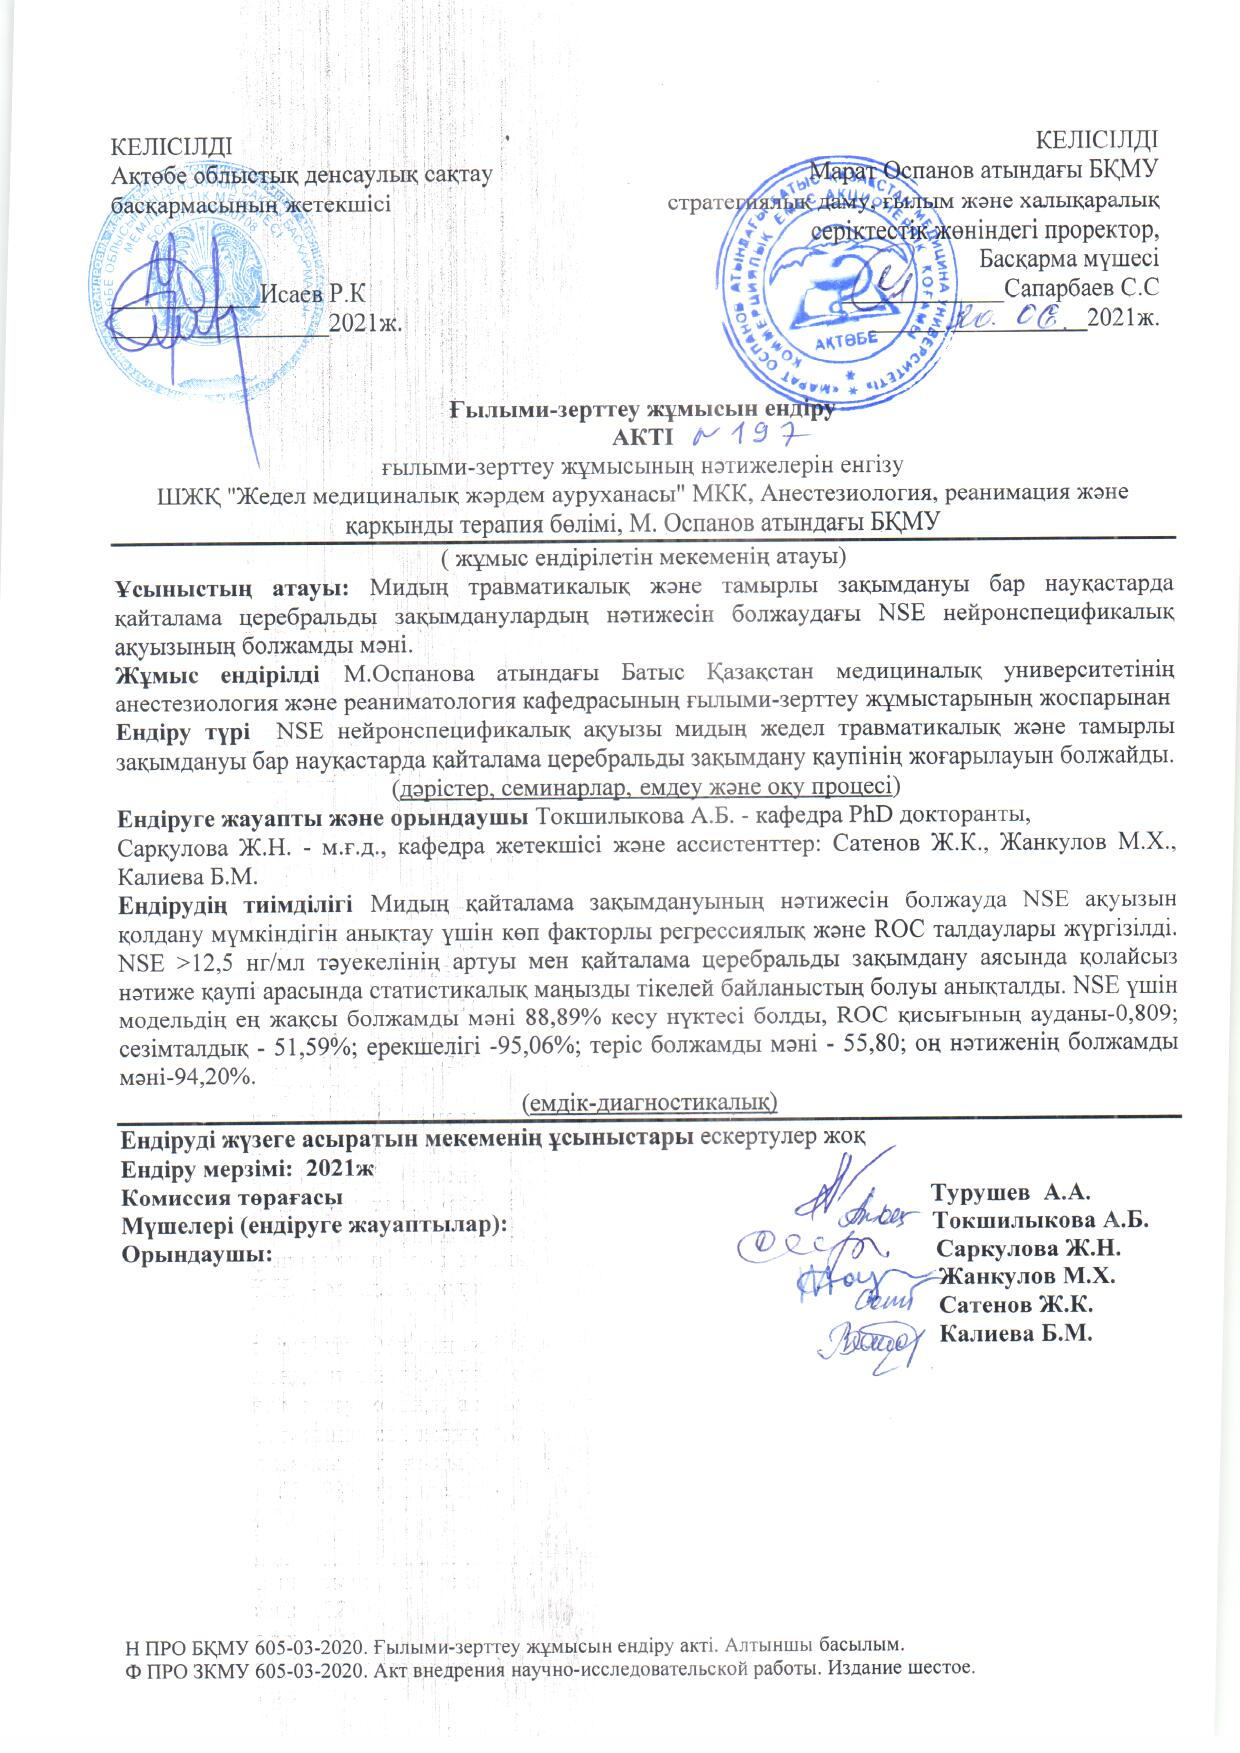 КЕЛІСІЛДІ
Ақтөбе облыстық денсаулық сақтау
басқармасының жетекшісі
Исаев Р.К
2021ж.
КЕЛІСІЛДІ
Марат Оспанов атындағы БҚМУ
стратегиялық даму, ғылым және халықаралық
серіктестік жөніндегі проректор,
Басқарма мүшесі
Сапарбаев С.С
2021ж.
АҚТӨБЕ
Ғылыми-зерттеу жұмысын ендіру
АКТІ №197
ғылыми-зерттеу жұмысының нәтижелерін енгізу
ШЖҚ "Жедел медициналық жәрдем ауруханасы" МКК, Анестезиология, реанимация және
қарқынды терапия бөлімі, М. Оспанов атындағы БҚМУ
( жұмыс ендірілетін мекеменің атауы)
Ұсыныстың атауы: Мидың травматикалық және тамырлы зақымдануы бар науқастарда
қайталама церебральды зақымданулардың нәтижесін болжаудағы NSE нейронспецификалық
ақуызының болжамды мәні.
Жұмыс ендірілді М.Оспанова атындағы Батыс Қазақстан медициналық университетінің
анестезиология және реаниматология кафедрасының ғылыми-зерттеу жұмыстарының жоспарынан
Ендіру түрі NSE нейронспецификалық ақуызы мидың жедел травматикалық және тамырлы
зақымдануы бар науқастарда қайталама церебральды зақымдану қаупінің жоғарылауын болжайды.
(дәрістер, семинарлар, емдеу және оқу процесі)
Ендіруге жауапты және орындаушы Токшилыкова А.Б. - кафедра PhD докторанты,
Сарқулова Ж.Н. - м.ғ.д., кафедра жетекшісі және ассистенттер: Сатенов Ж.К., Жанкулов М.Х.,
Калиева Б.М.
Ендірудің тиімділігі Мидың қайталама зақымдануының нәтижесін болжауда NSE ақуызын
қолдану мүмкіндігін анықтау үшін көп факторлы регрессиялық және ROC талдаулары жүргізілді.
NSE >12,5 нг/мл тәуекелінің артуы мен қайталама церебральды зақымдану аясында қолайсыз
нәтиже қаупі арасында статистикалық маңызды тікелей байланыстың болуы анықталды. NSE үшін
модельдің ең жақсы болжамды мәні 88,89% кесу нүктесі болды, ROC қисығының ауданы-0,809;
сезімталдық - 51,59%; ерекшелігі -95,06%; теріс болжамды мәні - 55,80; оң нәтиженің болжамды
мәні-94,20%.
(емдік-диагностикалық)
Ендіруді жүзеге асыратын мекеменің ұсыныстары ескертулер жоқ
Ендіру мерзімі: 2021ж
Комиссия төрағасы Турушев А.А.
Мүшелері (ендіруге жауаптылар): Токшилыкова А.Б.
Орындаушы: Саркулова Ж.Н.
Жанкулов М.Х.
Сатенов Ж.К.
Калиева Б.М.
Н ПРО БҚМУ 605-03-2020. Ғылыми-зерттеу жұмысын ендіру акті. Алтыншы басылым.
Ф ПРО ЗКМУ 605-03-2020. Акт внедрения научно-исследовательской работы. Издание шестое.